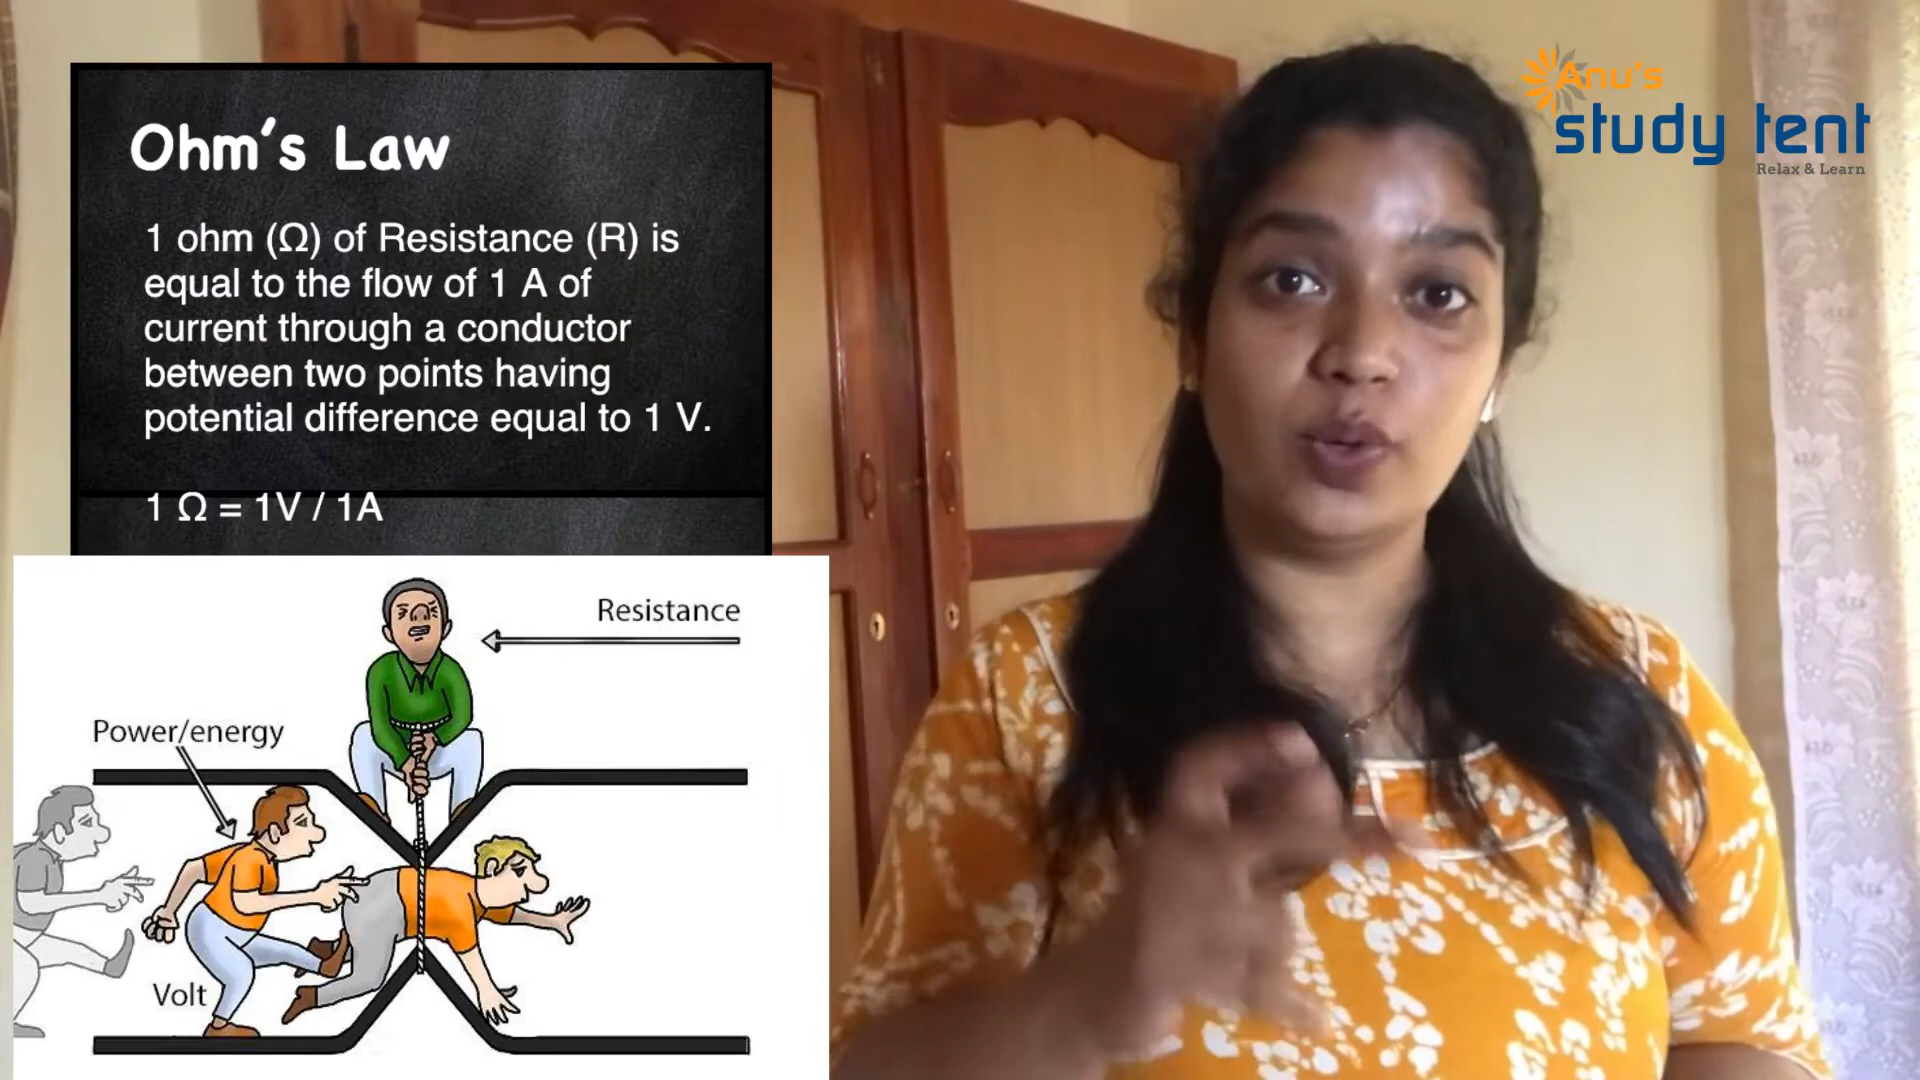 Ohm's Law
1 ohm (Ω) of Resistance (R) is
equal to the flow of 1 A of
current through a conductor
between two points having
potential difference equal to 1 V.
1 Ω = 1V / 1A
Resistance
Power/energy
Volt
Anu's
study tent
Relax & Learn